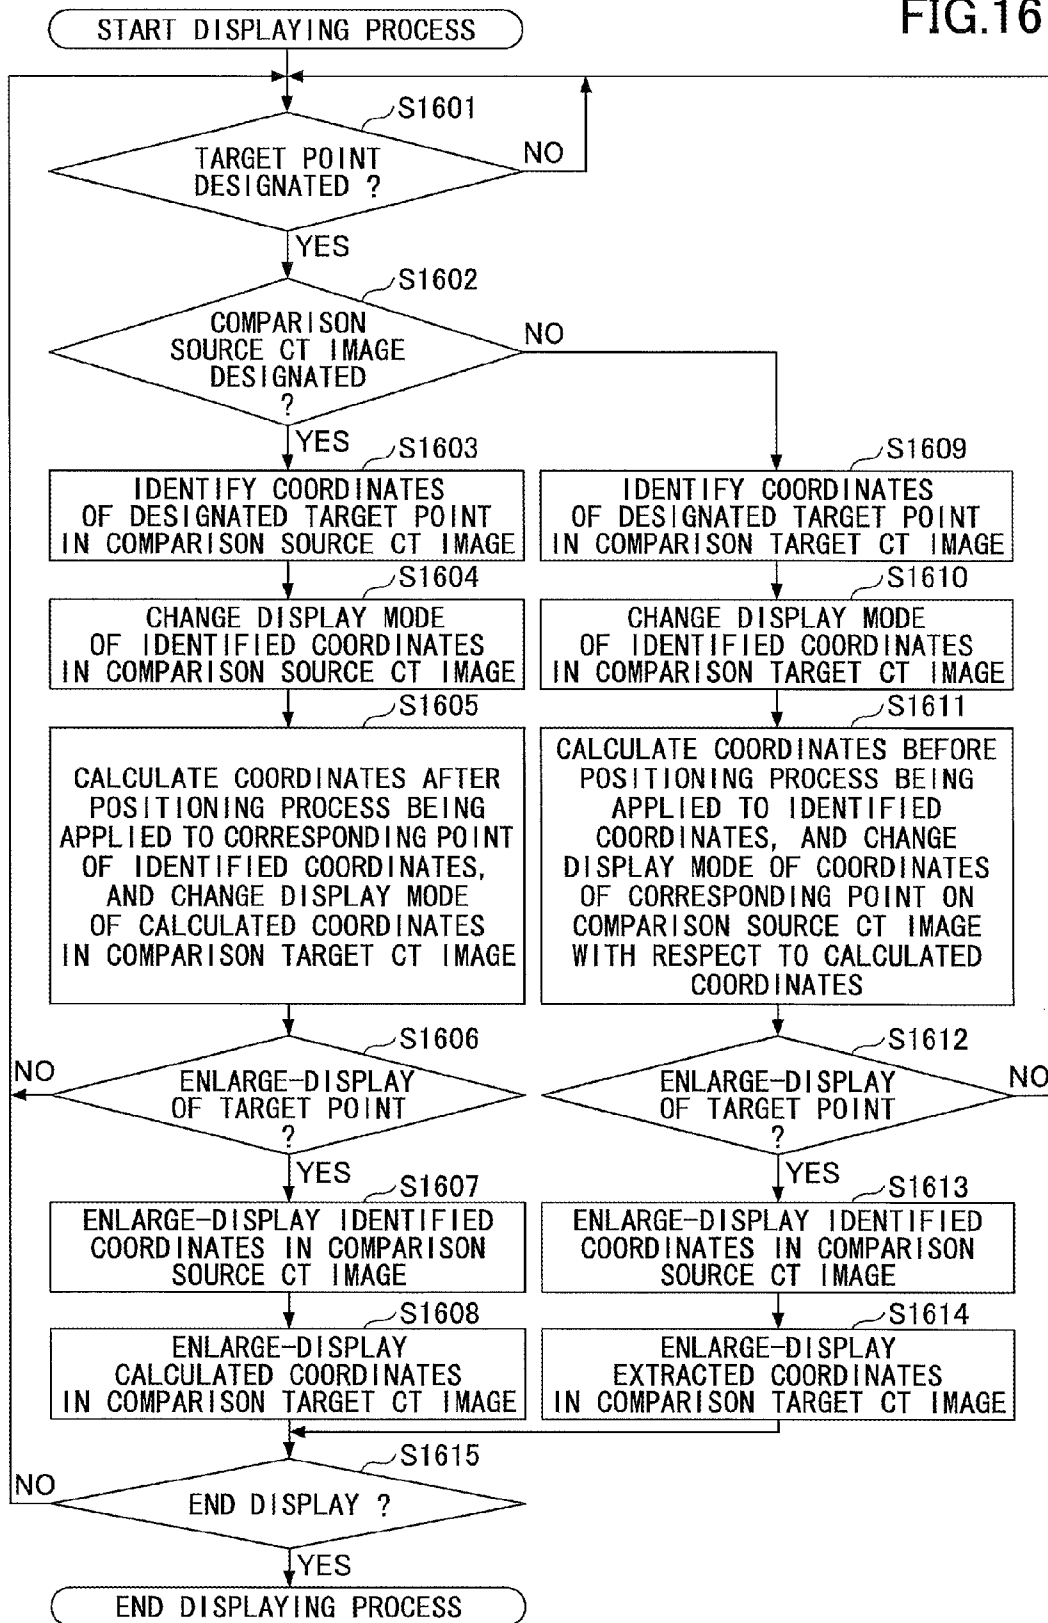 FIG.16
START DISPLAYING PROCESS
S1601
TARGET POINT
DESIGNATED ?
NO
YES
S1602
COMPARISON
SOURCE CT IMAGE
DESIGNATED
?
NO
YES
S1603
IDENTIFY COORDINATES
OF DESIGNATED TARGET POINT
IN COMPARISON SOURCE CT IMAGE
S1604
CHANGE DISPLAY MODE
OF IDENTIFIED COORDINATES
IN COMPARISON SOURCE CT IMAGE
S1605
CALCULATE COORDINATES AFTER
POSITIONING PROCESS BEING
APPLIED TO CORRESPONDING POINT
OF IDENTIFIED COORDINATES,
AND CHANGE DISPLAY MODE
OF CALCULATED COORDINATES
IN COMPARISON TARGET CT IMAGE
S1606
NO
ENLARGE-DISPLAY
OF TARGET POINT
?
YES
S1607
ENLARGE-DISPLAY IDENTIFIED
COORDINATES IN COMPARISON
SOURCE CT IMAGE
S1608
ENLARGE-DISPLAY
CALCULATED COORDINATES
IN COMPARISON TARGET CT IMAGE
S1609
IDENTIFY COORDINATES
OF DESIGNATED TARGET POINT
IN COMPARISON TARGET CT IMAGE
S1610
CHANGE DISPLAY MODE
OF IDENTIFIED COORDINATES
IN COMPARISON TARGET CT IMAGE
S1611
CALCULATE COORDINATES BEFORE
POSITIONING PROCESS BEING
APPLIED TO IDENTIFIED
COORDINATES, AND CHANGE
DISPLAY MODE OF COORDINATES
OF CORRESPONDING POINT ON
COMPARISON SOURCE CT IMAGE
WITH RESPECT TO CALCULATED
COORDINATES
S1612
NO
ENLARGE-DISPLAY
OF TARGET POINT
?
YES
S1613
ENLARGE-DISPLAY IDENTIFIED
COORDINATES IN COMPARISON
SOURCE CT IMAGE
S1614
ENLARGE-DISPLAY
EXTRACTED COORDINATES
IN COMPARISON TARGET CT IMAGE
S1615
NO
END DISPLAY ?
YES
END DISPLAYING PROCESS